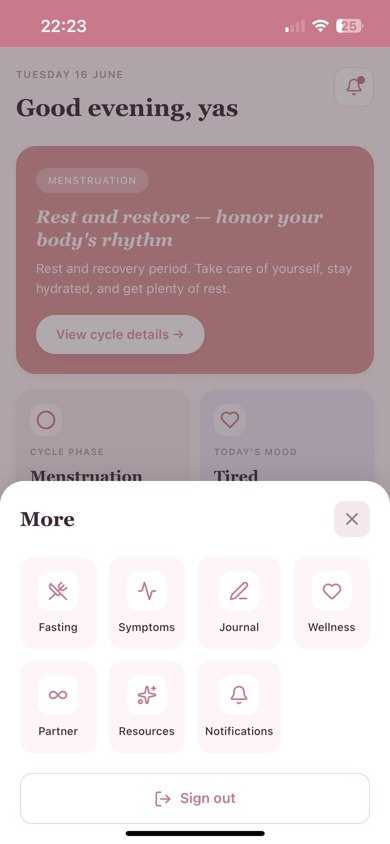 22:23
25
TUESDAY 16 JUNE
Good evening, yas
MENSTRUATION
Rest and restore — honor your
body's rhythm
Rest and recovery period. Take care of yourself, stay
hydrated, and get plenty of rest.
View cycle details →
CYCLE PHASE
TODAY'S MOOD
Menstruation
Tired
More
Fasting
Symptoms
Journal
Wellness
Partner
Resources
Notifications
Sign out